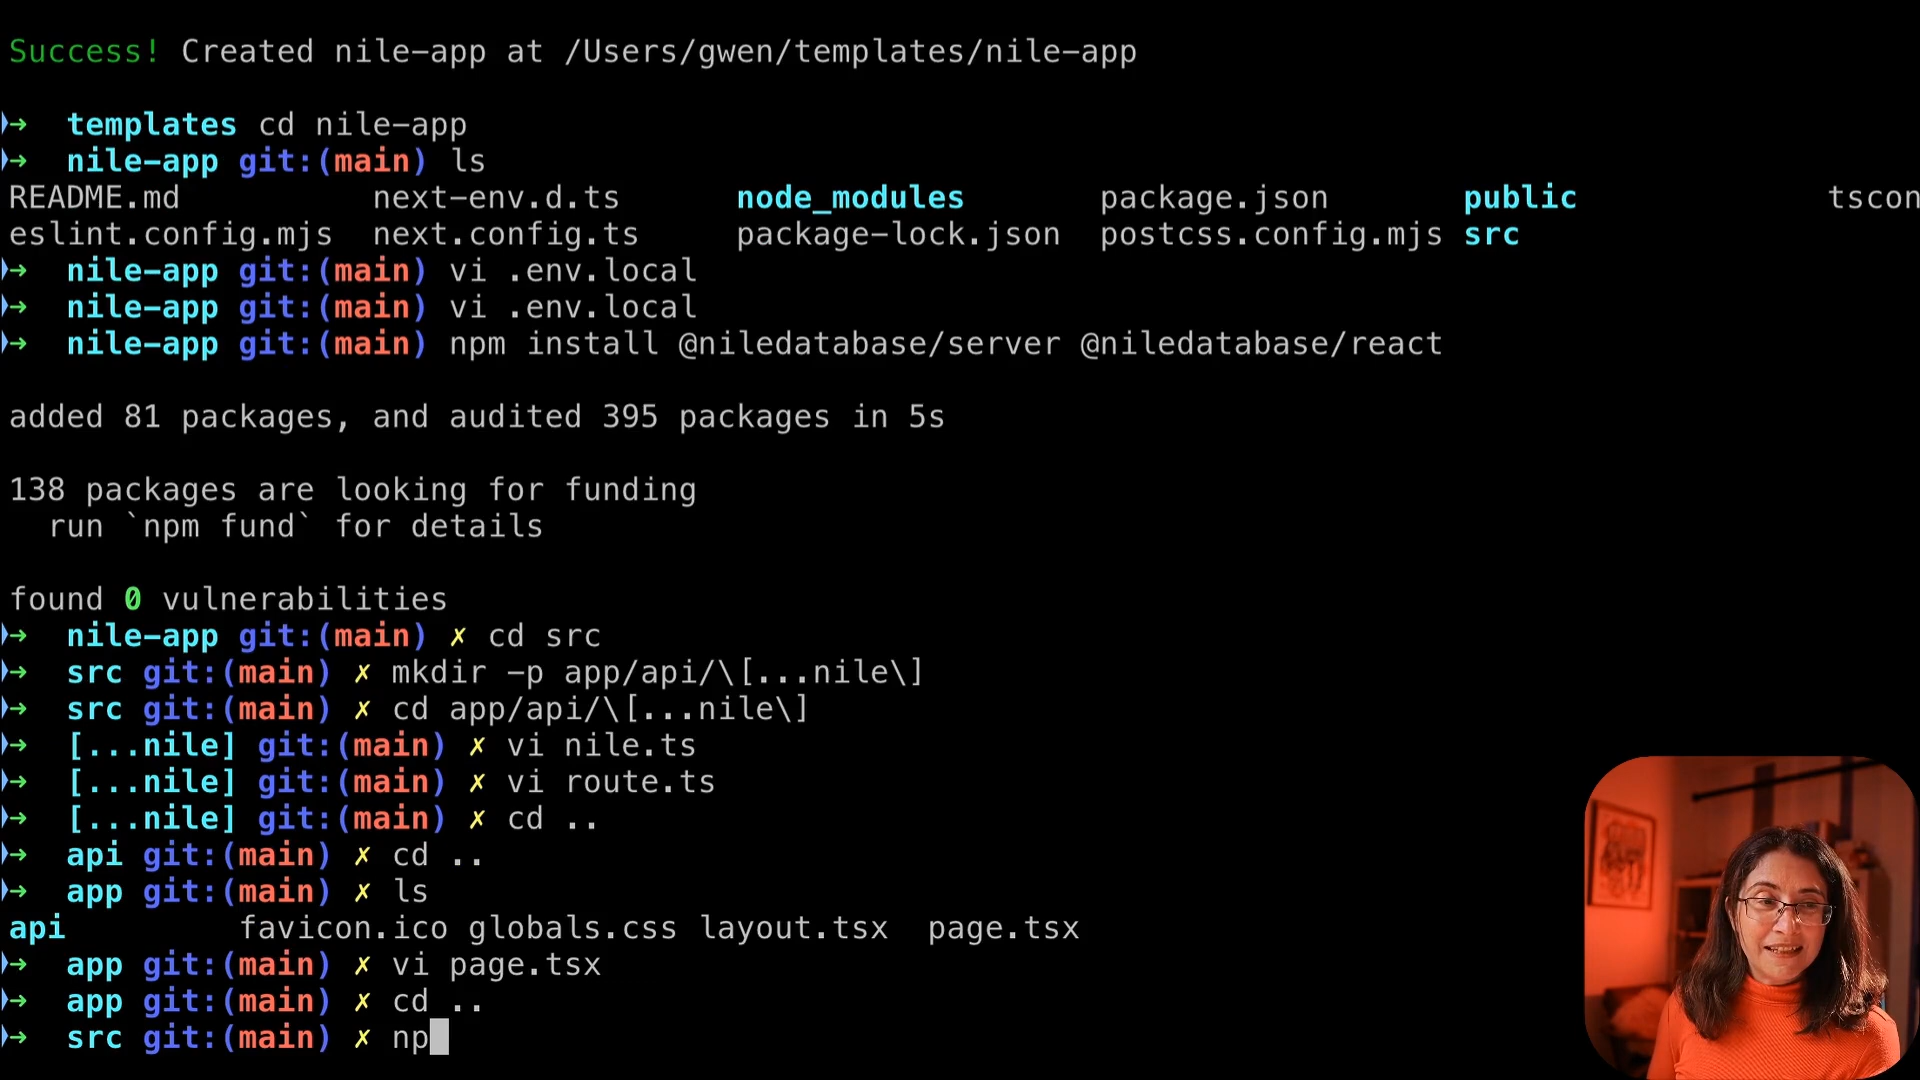 Success! Created nile-app at /Users/gwen/templates/nile-app
→ templates cd nile-app
→ nile-app git:(main) ls
README.md next-env.d.ts node_modules package.json public tscon
eslint.config.mjs next.config.ts package-lock.json postcss.config.mjs src
→ nile-app git:(main) vi .env.local
→ nile-app git:(main) vi .env.local
→ nile-app git:(main) npm install @niledatabase/server @niledatabase/react
added 81 packages, and audited 395 packages in 5s
138 packages are looking for funding
run `npm fund` for details
found 0 vulnerabilities
→ nile-app git:(main) ✗ cd src
→ src git:(main) ✗ mkdir -p app/api/\[...nile\]
→ src git:(main) ✗ cd app/api/\[...nile\]
→ [...nile] git:(main) ✗ vi nile.ts
→ [...nile] git:(main) ✗ vi route.ts
→ [...nile] git:(main) ✗ cd ..
→ api git:(main) ✗ cd ..
→ app git:(main) ✗ ls
api favicon.ico globals.css layout.tsx page.tsx
→ app git:(main) ✗ vi page.tsx
→ app git:(main) ✗ cd ..
→ src git:(main) ✗ np